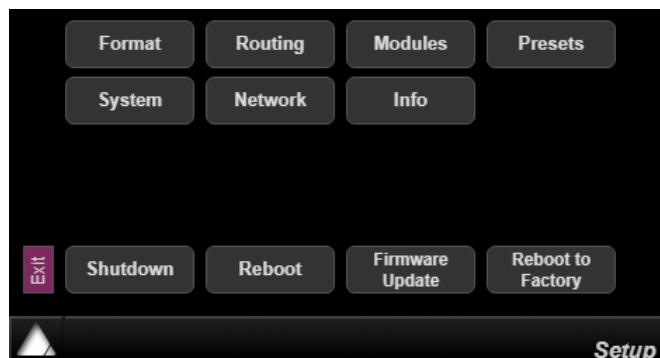 Format
Routing
Modules
Presets
System
Network
Info
Exit
Shutdown
Reboot
Firmware
Update
Reboot to
Factory
Setup